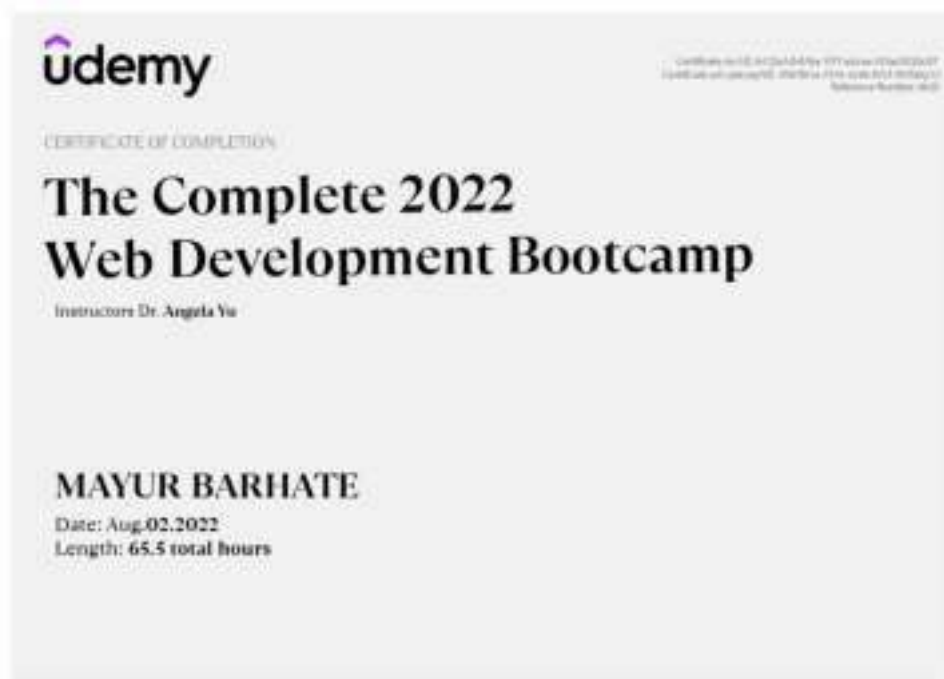 udemy
CERTIFICATE OF COMPLETION
The Complete 2022
Web Development Bootcamp
Instructors Dr. Angela Yu
MAYUR BARHATE
Date: Aug.02.2022
Length: 65.5 total hours